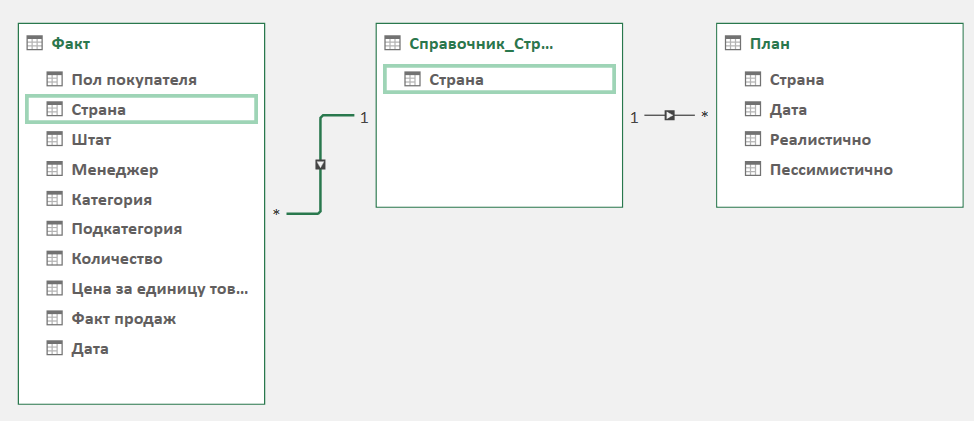 Факт
Пол покупателя
Страна
Штат
Менеджер
Категория
Подкатегория
Количество
Цена за единицу тов...
Факт продаж
Дата
*
1
Справочник_Стр...
Страна
1
*
План
Страна
Дата
Реалистично
Пессимистично